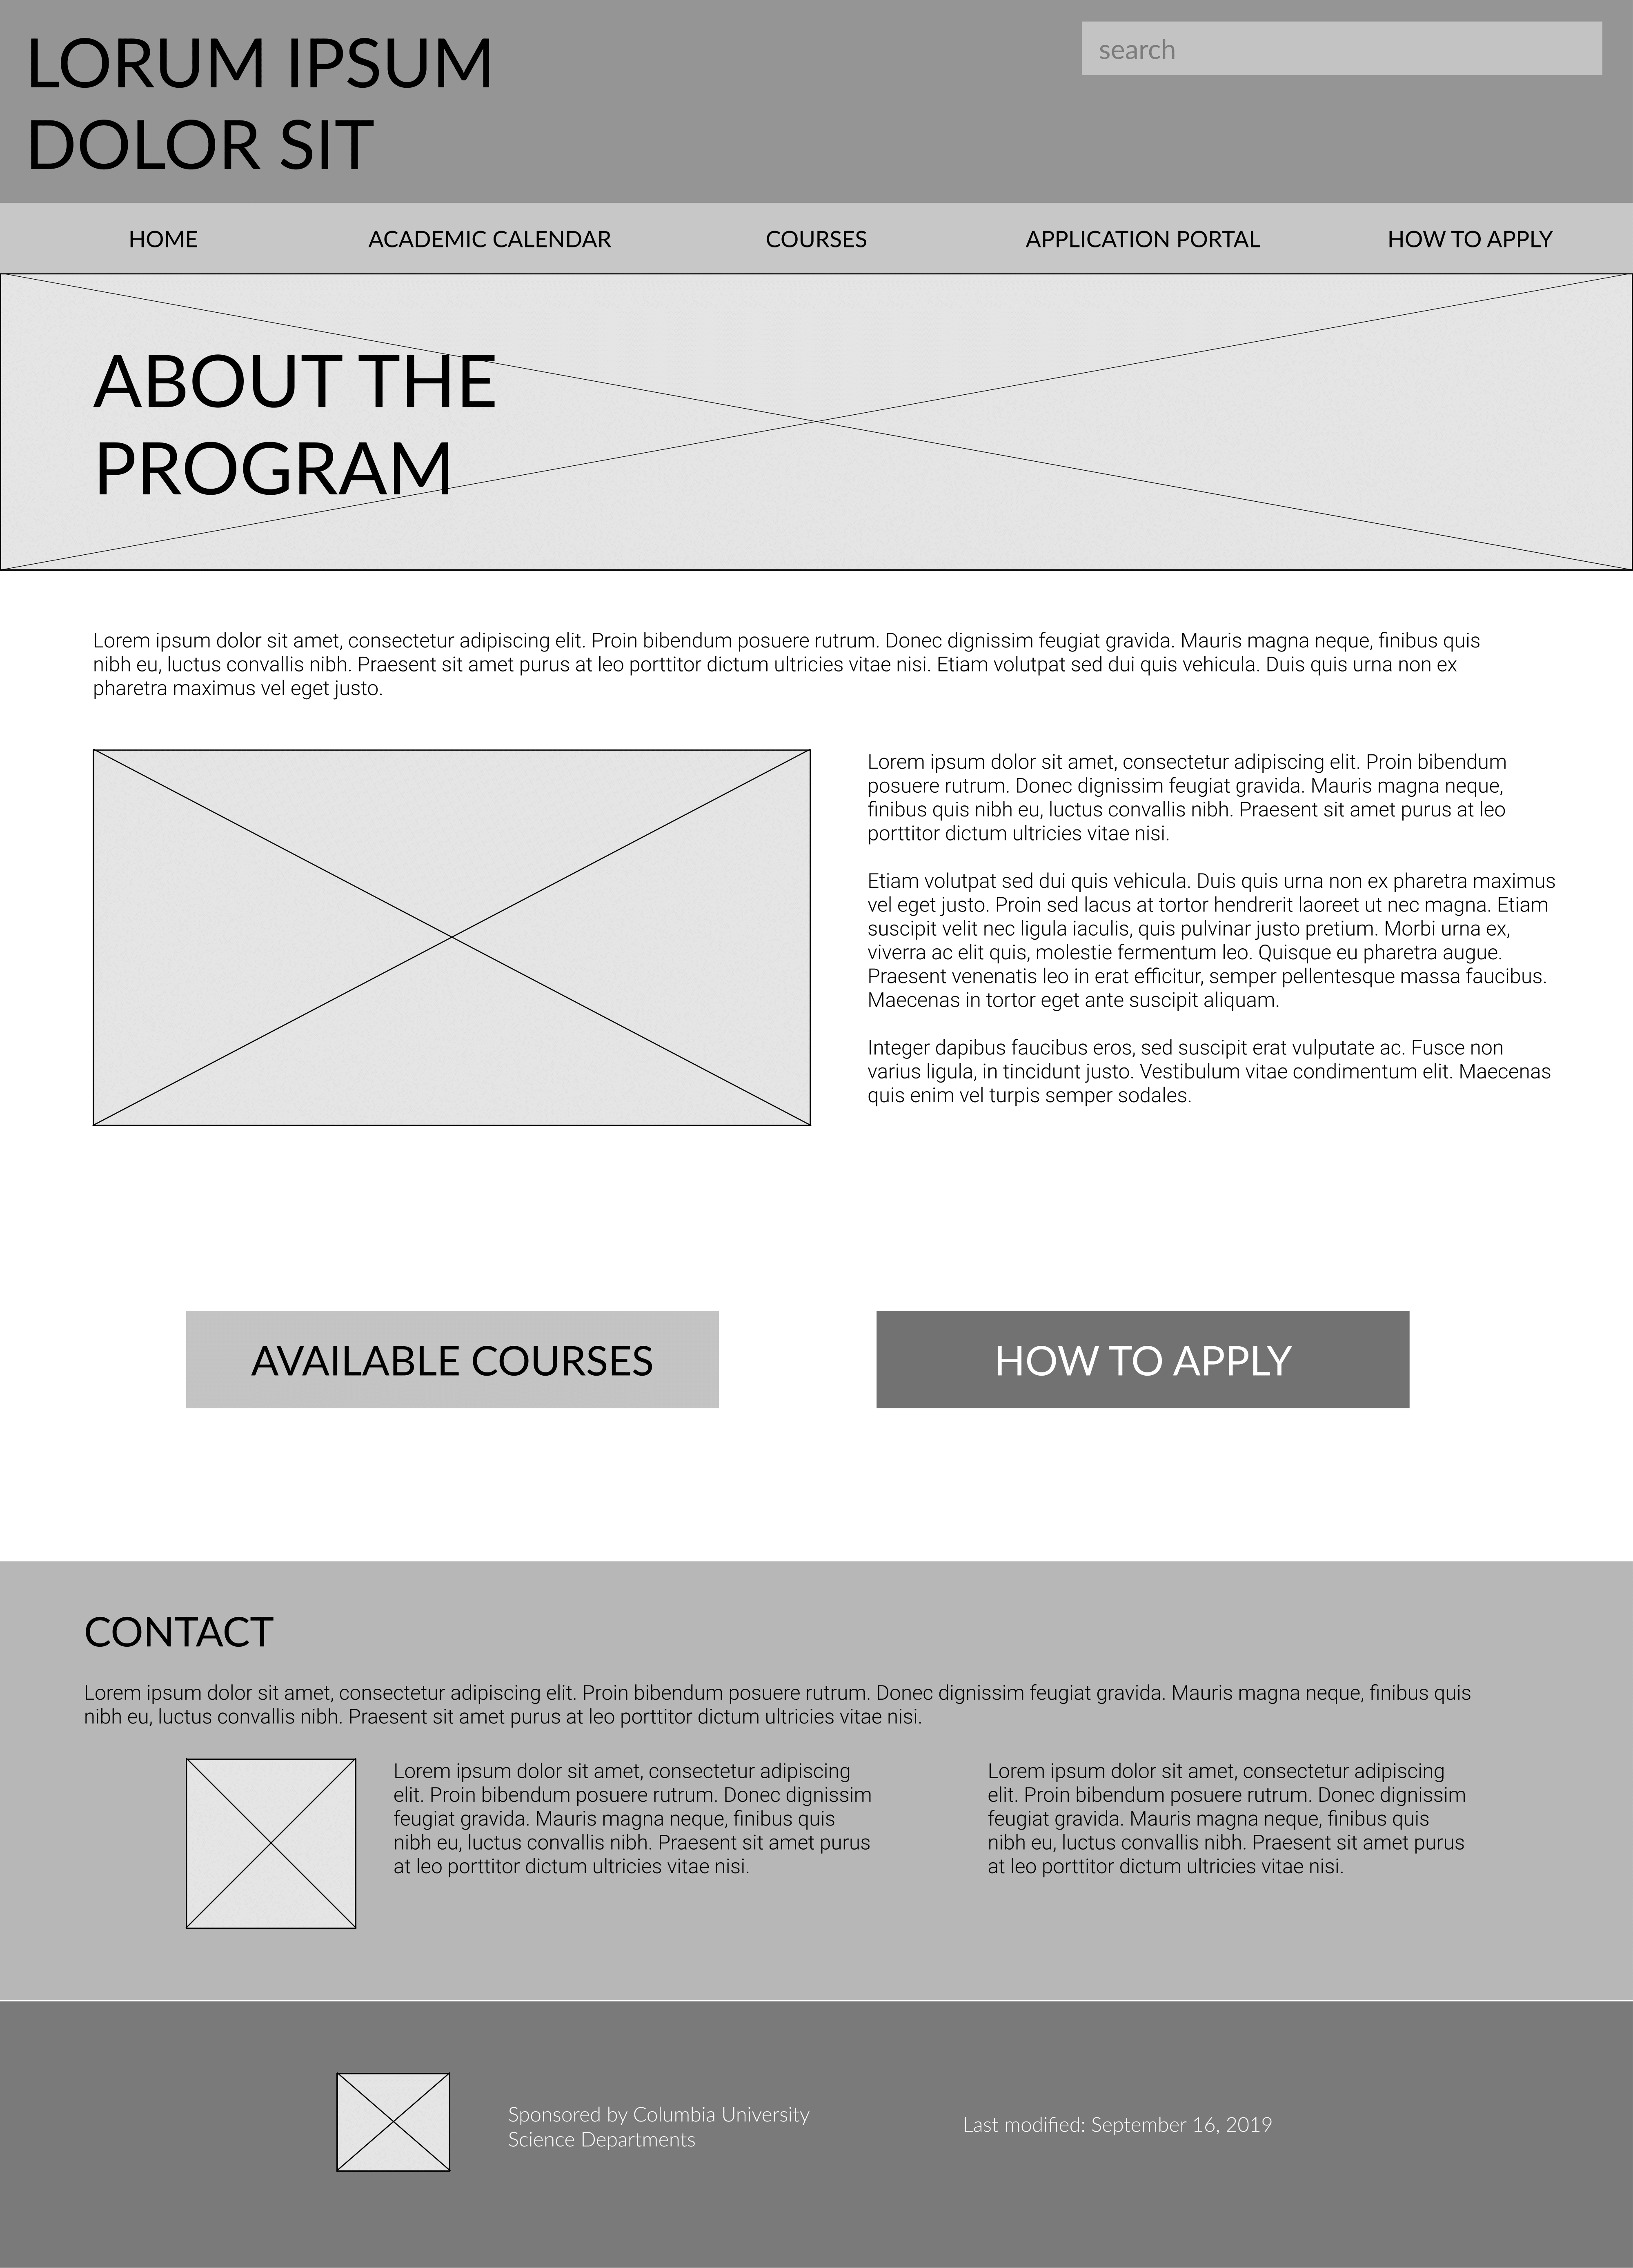 LORUM IPSUM
DOLOR SIT
search
HOME
ACADEMIC CALENDAR
COURSES
APPLICATION PORTAL
HOW TO APPLY
ABOUT THE
PROGRAM
Lorem ipsum dolor sit amet, consectetur adipiscing elit. Proin bibendum posuere rutrum. Donec dignissim feugiat gravida. Mauris magna neque, finibus quis
nibh eu, luctus convallis nibh. Praesent sit amet purus at leo porttitor dictum ultricies vitae nisi. Etiam volutpat sed dui quis vehicula. Duis quis urna non ex
pharetra maximus vel eget justo.
Lorem ipsum dolor sit amet, consectetur adipiscing elit. Proin bibendum
posuere rutrum. Donec dignissim feugiat gravida. Mauris magna neque,
finibus quis nibh eu, luctus convallis nibh. Praesent sit amet purus at leo
porttitor dictum ultricies vitae nisi.
Etiam volutpat sed dui quis vehicula. Duis quis urna non ex pharetra maximus
vel eget justo. Proin sed lacus at tortor hendrerit laoreet ut nec magna. Etiam
suscipit velit nec ligula iaculis, quis pulvinar justo pretium. Morbi urna ex,
viverra ac elit quis, molestie fermentum leo. Quisque eu pharetra augue.
Praesent venenatis leo in erat efficitur, semper pellentesque massa faucibus.
Maecenas in tortor eget ante suscipit aliquam.
Integer dapibus faucibus eros, sed suscipit erat vulputate ac. Fusce non
varius ligula, in tincidunt justo. Vestibulum vitae condimentum elit. Maecenas
quis enim vel turpis semper sodales.
AVAILABLE COURSES
HOW TO APPLY
CONTACT
Lorem ipsum dolor sit amet, consectetur adipiscing elit. Proin bibendum posuere rutrum. Donec dignissim feugiat gravida. Mauris magna neque, finibus quis
nibh eu, luctus convallis nibh. Praesent sit amet purus at leo porttitor dictum ultricies vitae nisi.
Lorem ipsum dolor sit amet, consectetur adipiscing
elit. Proin bibendum posuere rutrum. Donec dignissim
feugiat gravida. Mauris magna neque, finibus quis
nibh eu, luctus convallis nibh. Praesent sit amet purus
at leo porttitor dictum ultricies vitae nisi.
Lorem ipsum dolor sit amet, consectetur adipiscing
elit. Proin bibendum posuere rutrum. Donec dignissim
feugiat gravida. Mauris magna neque, finibus quis
nibh eu, luctus convallis nibh. Praesent sit amet purus
at leo porttitor dictum ultricies vitae nisi.
Sponsored by Columbia University
Science Departments
Last modified: September 16, 2019